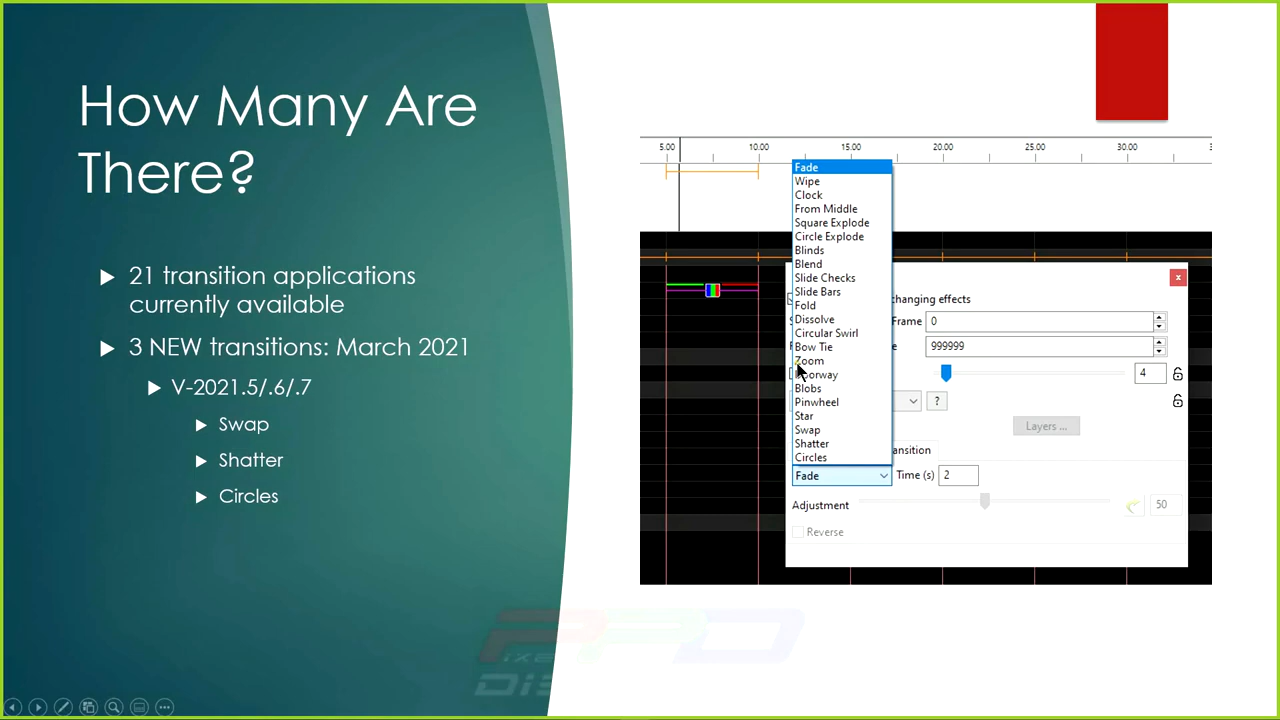 How Many Are
There?
21 transition applications
currently available
3 NEW transitions: March 2021
V-2021.5/.6/.7
Swap
Shatter
Circles
5.00 10.00 15.00 20.00 25.00 30.00
Fade
Wipe
Clock
From Middle
Square Explode
Circle Explode
Blinds
Blend
Slide Checks
Slide Bars
Fold
Dissolve
Circular Swirl
Bow Tie
Zoom
Doorway
Blobs
Pinwheel
Star
Swap
Shatter
Circles
x
changing effects
Frame 0
999999
4
?
Layers ...
ansition
Fade Time (s) 2
Adjustment 50
Reverse
PPD